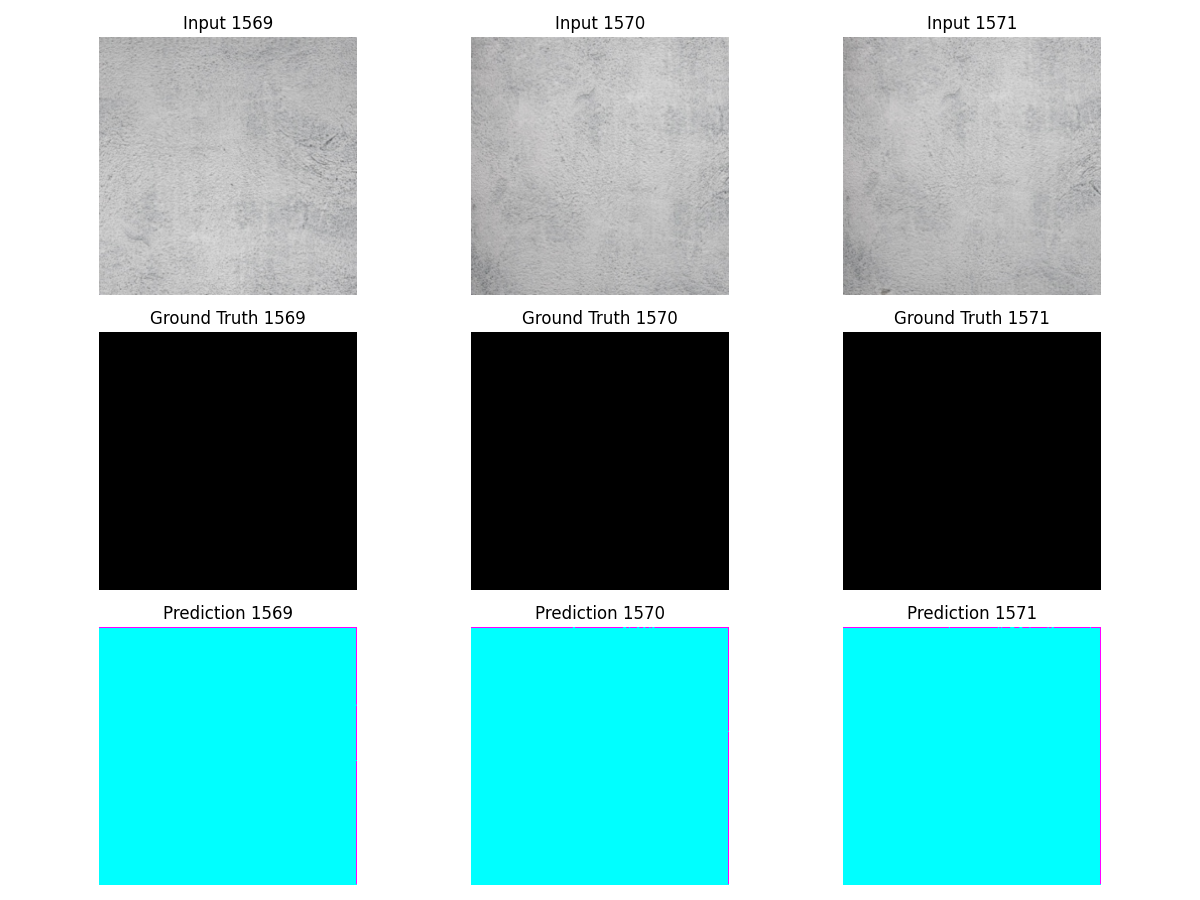 Input 1569
Input 1570
Input 1571
Ground Truth 1569
Ground Truth 1570
Ground Truth 1571
Prediction 1569
Prediction 1570
Prediction 1571